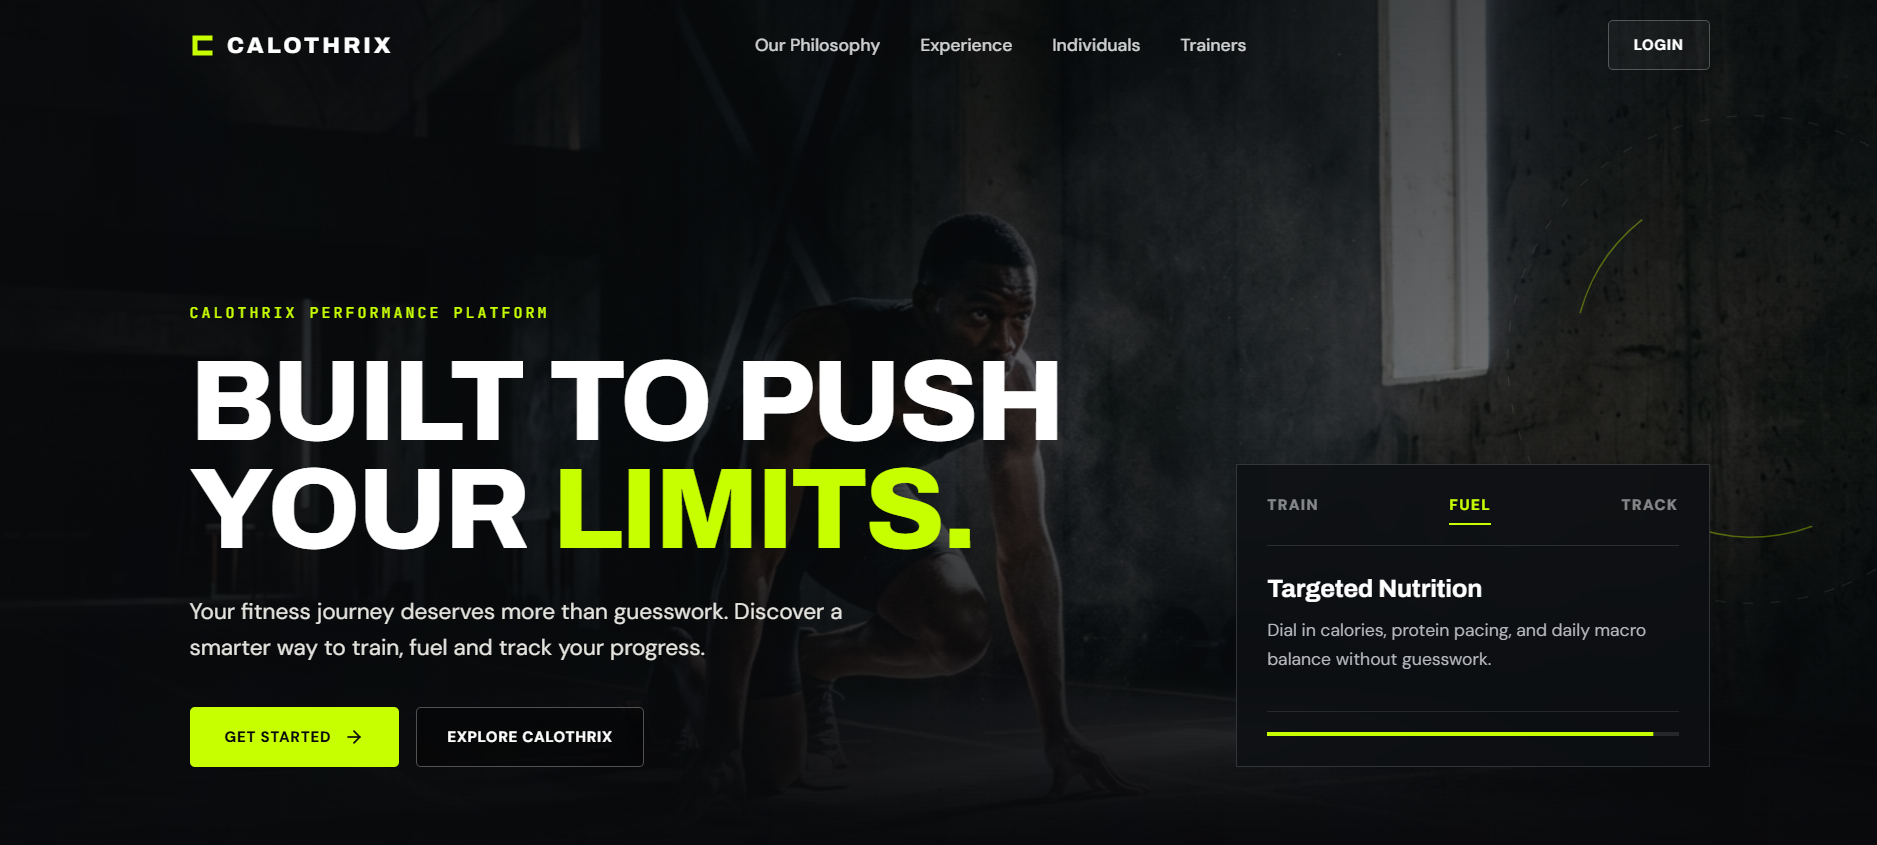 CALOTHRIX
Our Philosophy
Experience
Individuals
Trainers
LOGIN
CALOTHRIX PERFORMANCE PLATFORM
BUILT TO PUSH
YOUR LIMITS.
Your fitness journey deserves more than guesswork. Discover a
smarter way to train, fuel and track your progress.
GET STARTED
EXPLORE CALOTHRIX
TRAIN
FUEL
TRACK
Targeted Nutrition
Dial in calories, protein pacing, and daily macro
balance without guesswork.